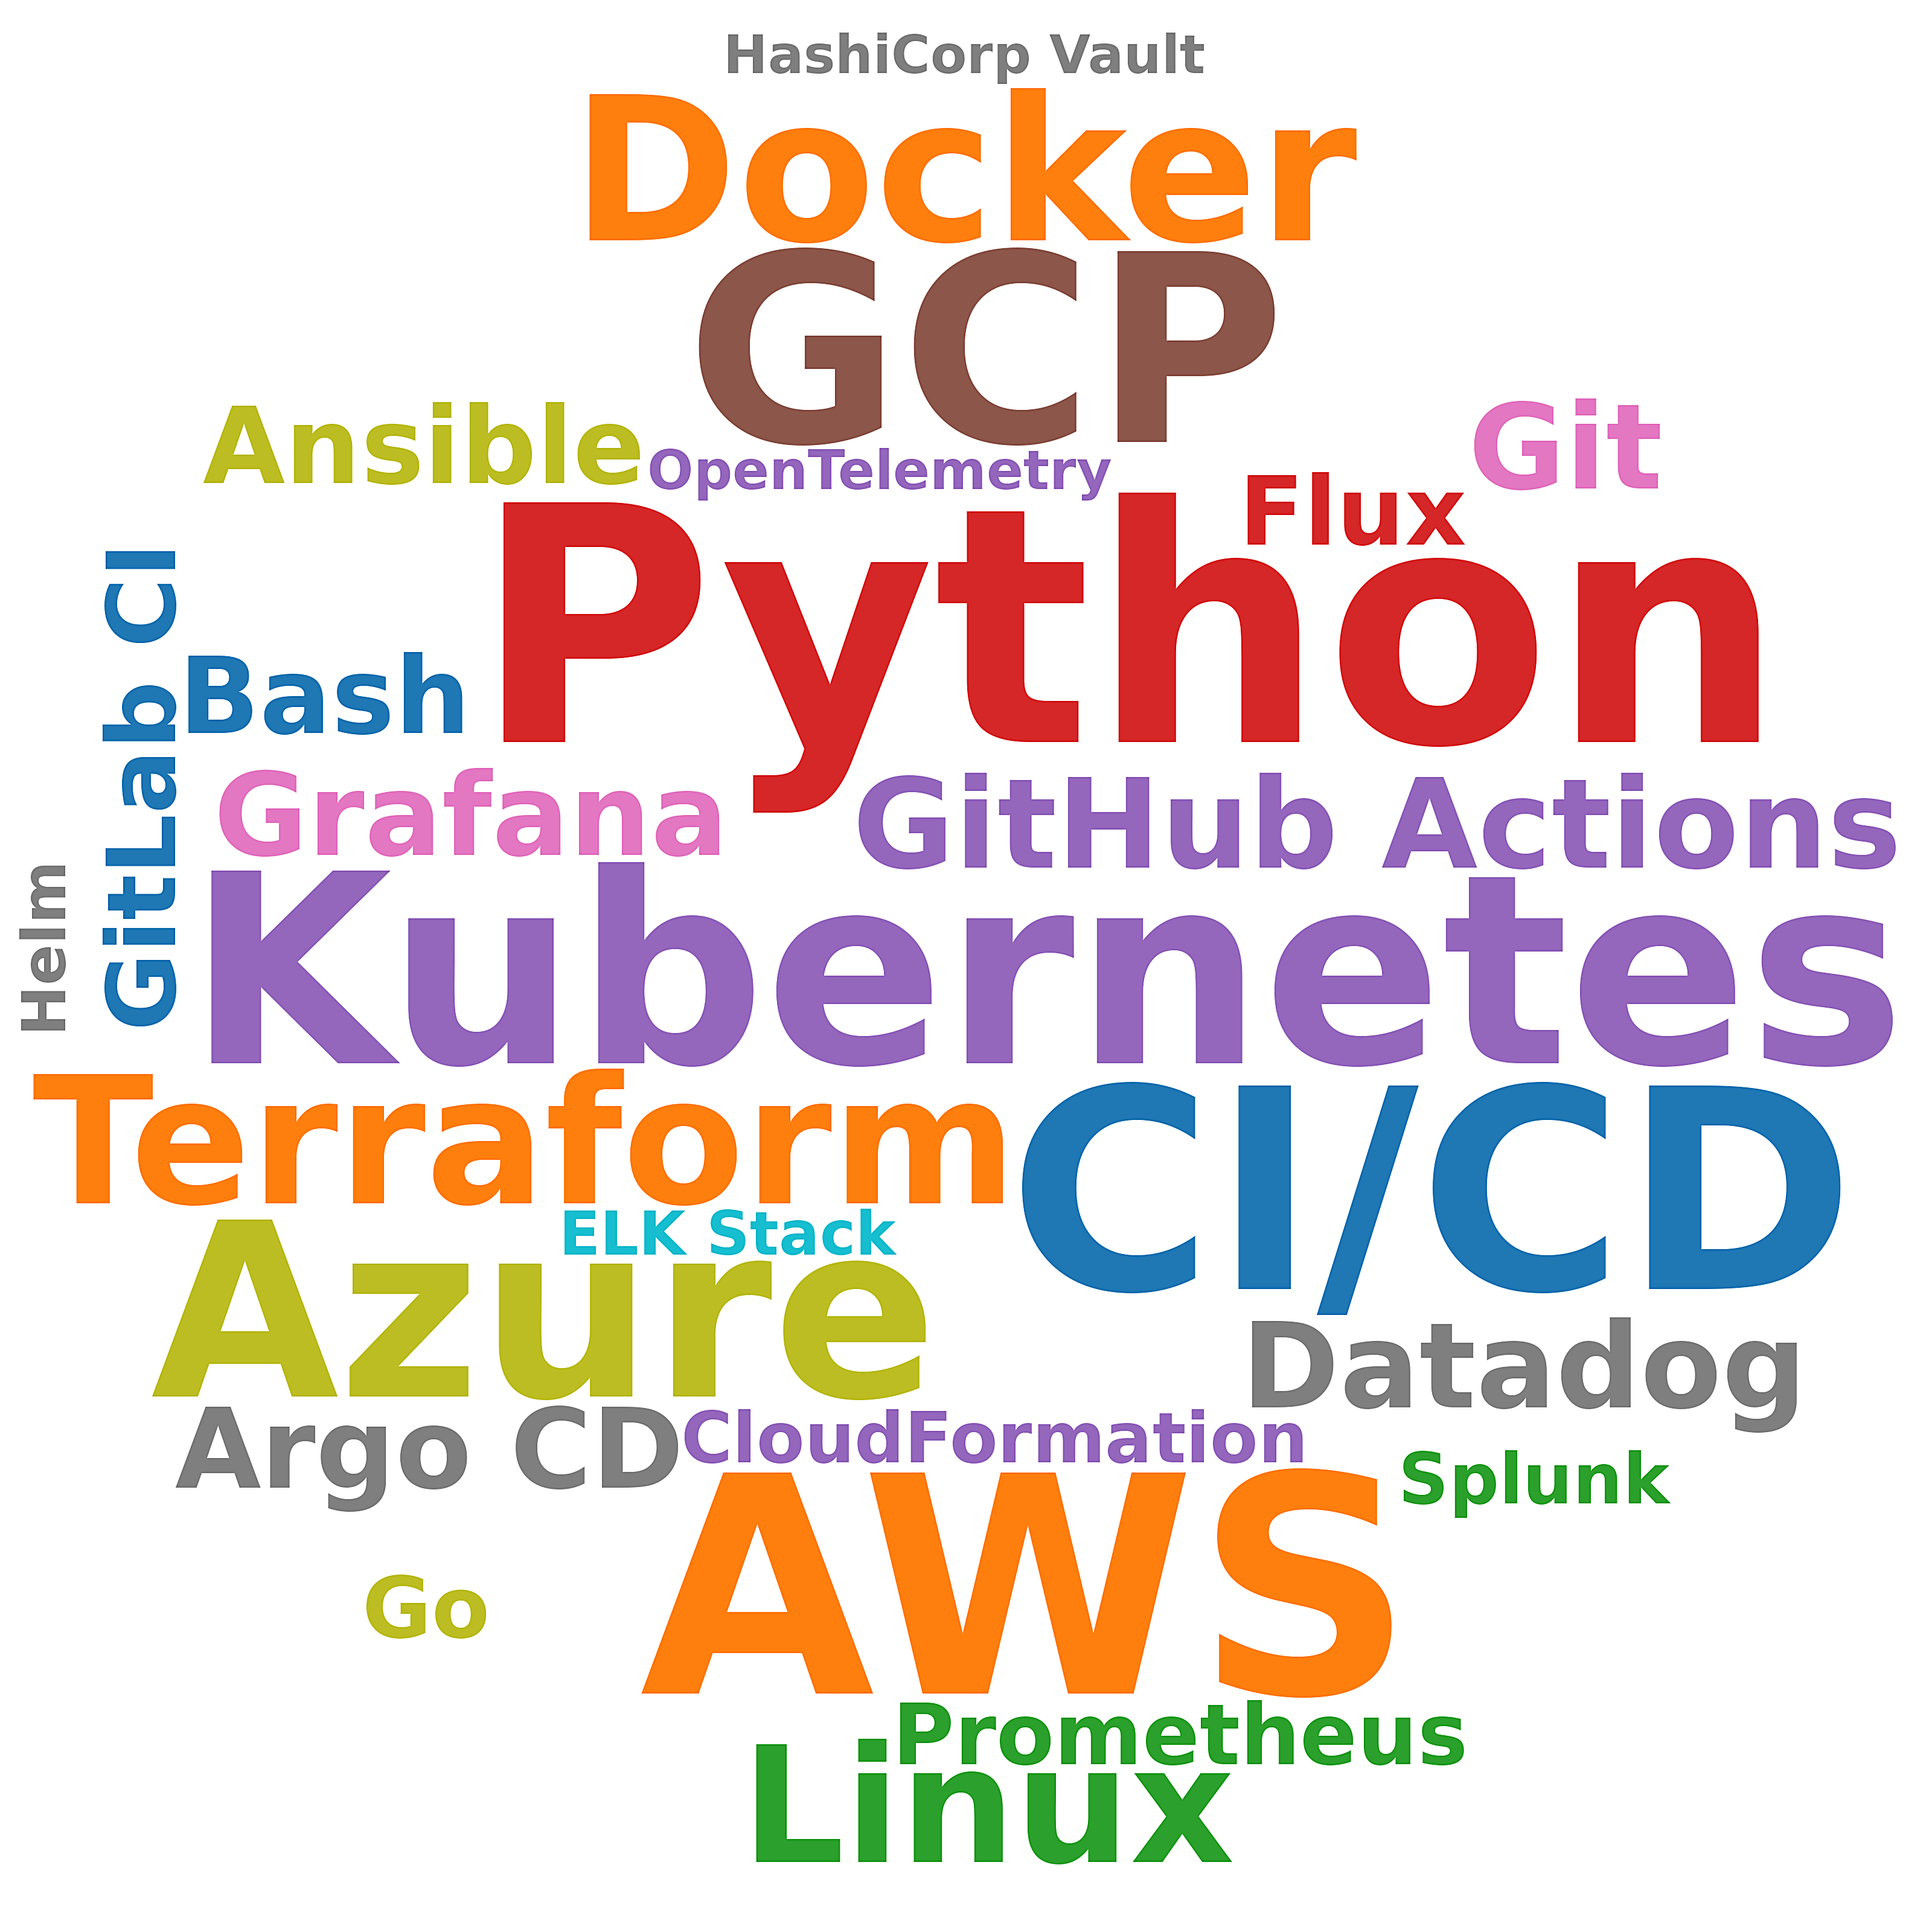 HashiCorp Vault
Docker
GCP
Ansible
Git
OpenTelemetry
Flux
Python
GitLab CI
Bash
Grafana
GitHub Actions
Helm
Kubernetes
Terraform
CI/CD
ELK Stack
Azure
Datadog
Argo CD
CloudFormation
Splunk
AWS
Go
Prometheus
Linux